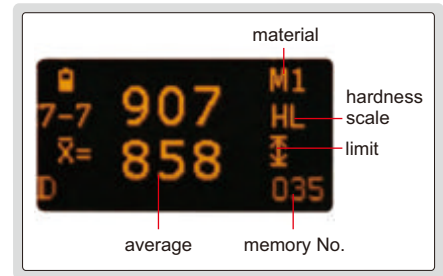 material
M1
7-7 907
HL
hardness
scale
x̄= 858
limit
D
035
average
memory No.